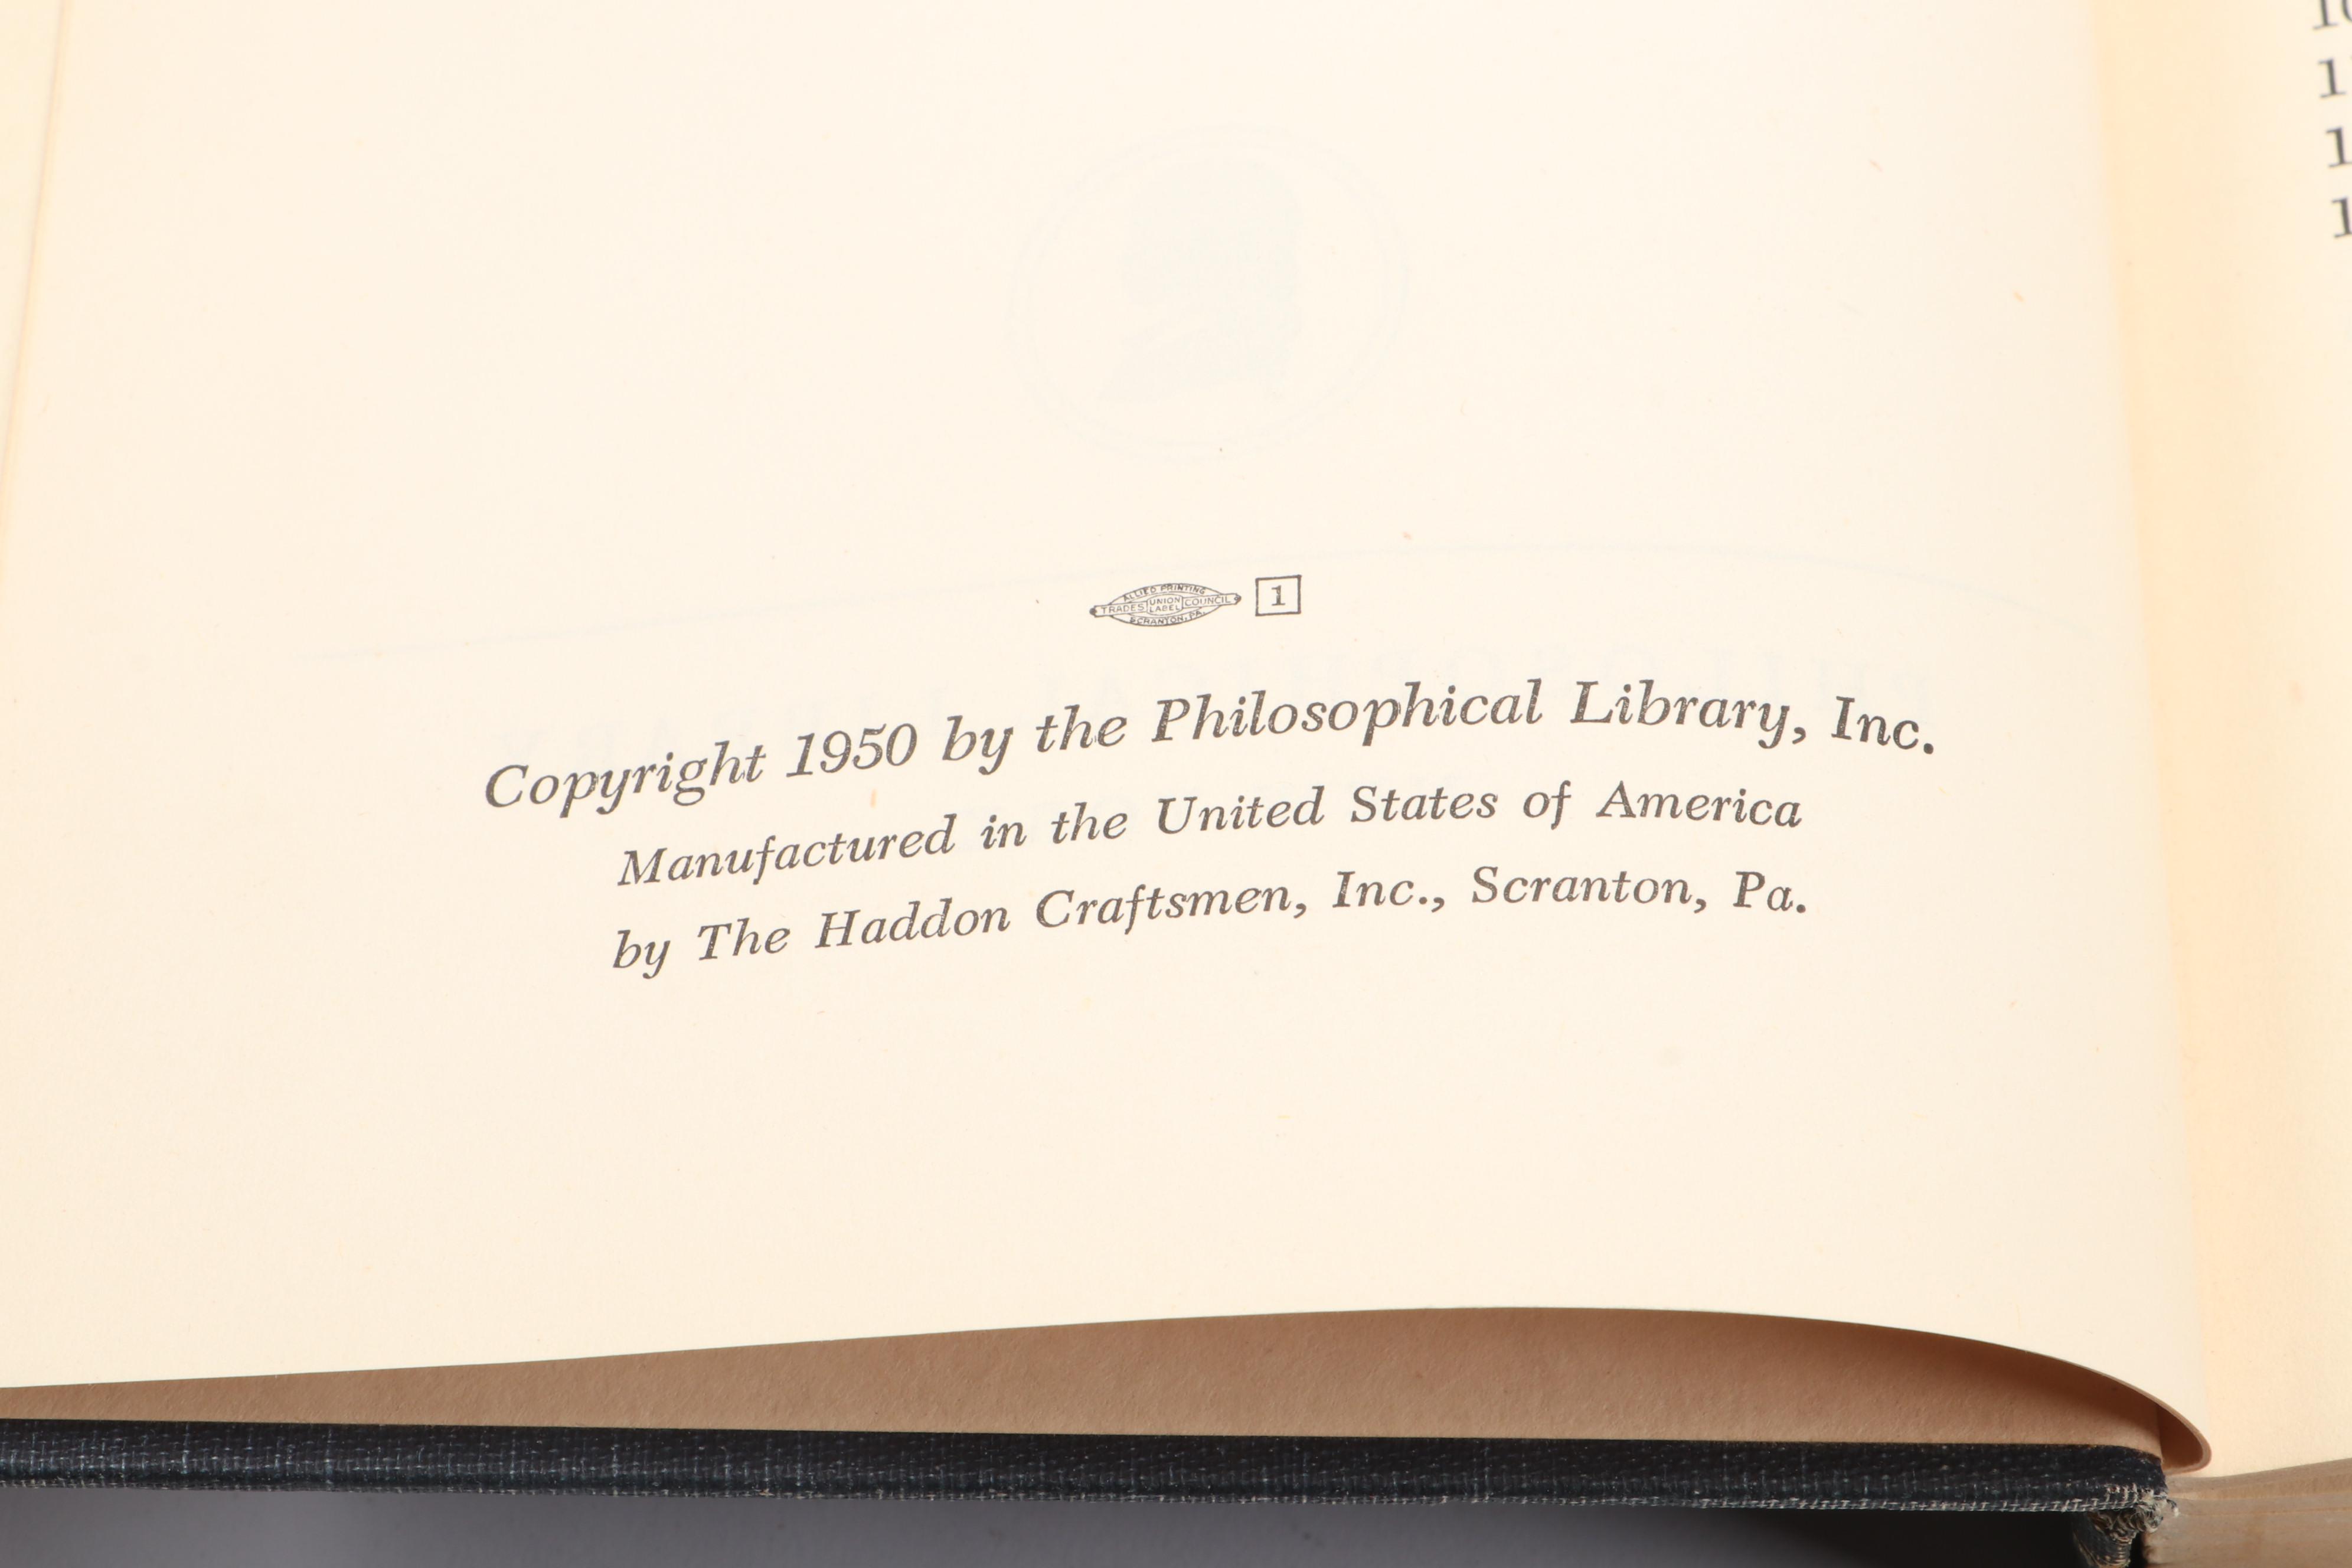 ALLIED PRINTING
TRADES UNION LABEL COUNCIL
SCRANTON, PA.
1
Copyright 1950 by the Philosophical Library, Inc.
Manufactured in the United States of America
by The Haddon Craftsmen, Inc., Scranton, Pa.